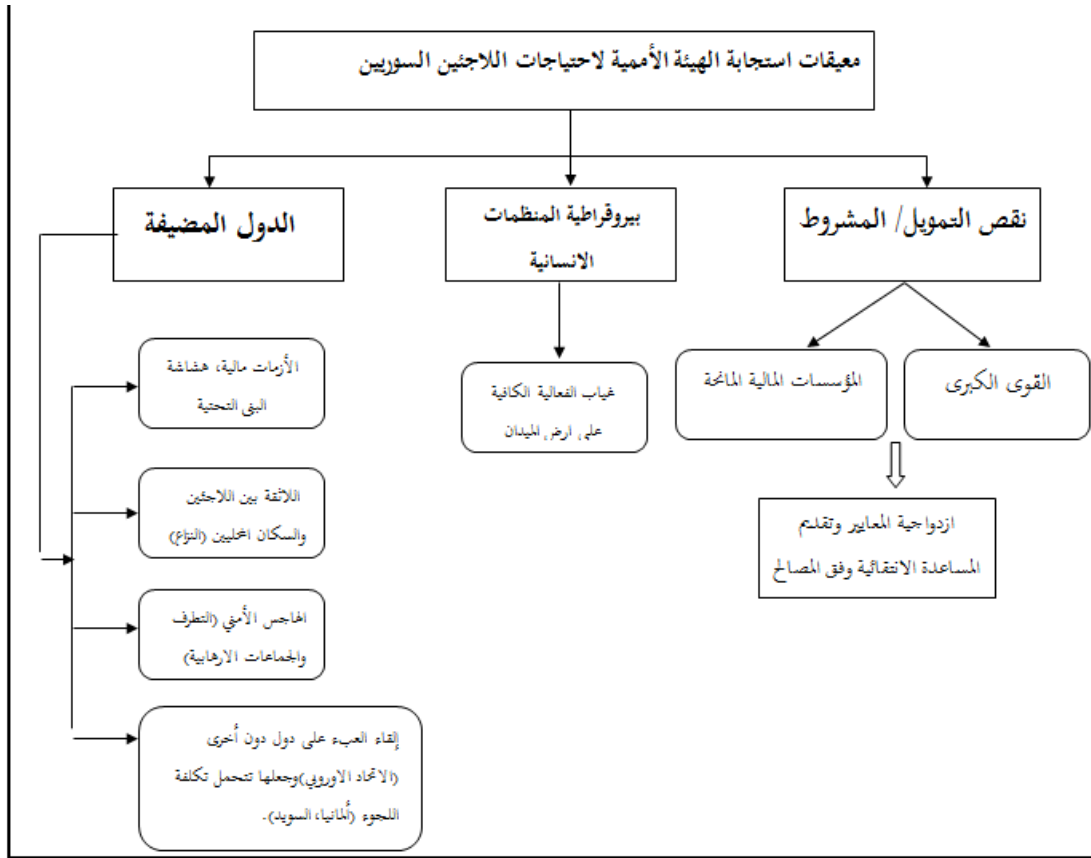 معيقات استجابة الهيئة الأممية لاحتياجات اللاجئين السوريين
نقص التمويل/ المشروط
بيروقراطية المنظمات
الانسانية
الدول المضيفة
القوى الكبرى
المؤسسات المالية المانحة
ازدواجية المعايير وتقديم
المساعدة الانتقائية وفق المصالح
غياب الفعالية الكافية
على ارض الميدان
الأزمات مالية، هشاشة
البنى التحتية
اللاثقة بين اللاجئين
والسكان المحليين (النزاع)
الهاجس الأمني (التطرف
والجماعات الارهابية)
إلقاء العبء على دول دون أخرى
(الاتحاد الاوروبي)وجعلها تتحمل تكلفة
اللجوء (ألمانيا، السويد).